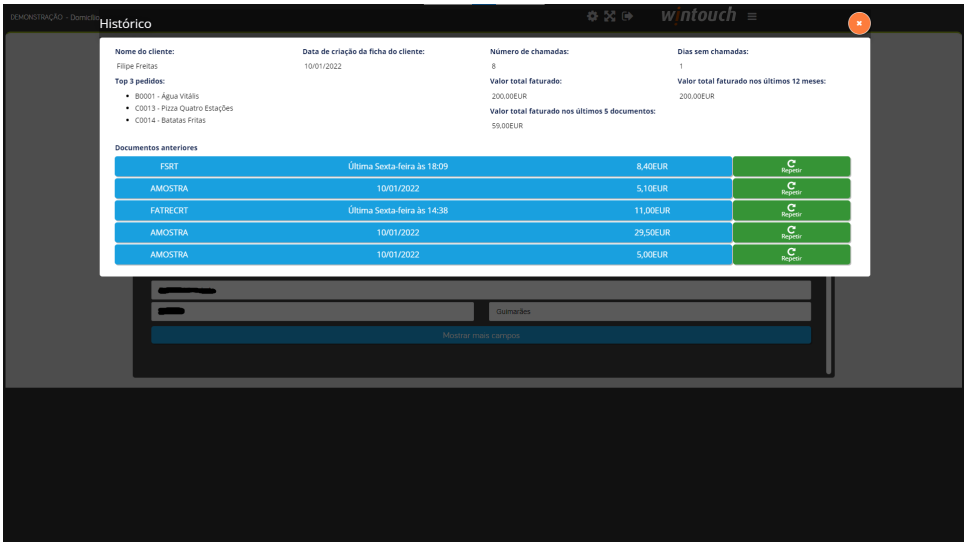 DEMONSTRAÇÃO - Domicílio
wintouch
Histórico
Nome do cliente:
Filipe Freitas
Data de criação da ficha do cliente:
10/01/2022
Número de chamadas:
8
Dias sem chamadas:
1
Top 3 pedidos:
B0001 - Água Vitális
C0013 - Pizza Quatro Estações
C0014 - Batatas Fritas
Valor total faturado:
200,00EUR
Valor total faturado nos últimos 12 meses:
200,00EUR
Valor total faturado nos últimos 5 documentos:
59,00EUR
Documentos anteriores
FSRT Última Sexta-feira às 18:09 8,40EUR Repetir
AMOSTRA 10/01/2022 5,10EUR Repetir
FATRECRT Última Sexta-feira às 14:38 11,00EUR Repetir
AMOSTRA 10/01/2022 29,50EUR Repetir
AMOSTRA 10/01/2022 5,00EUR Repetir
Guimarães
Mostrar mais campos